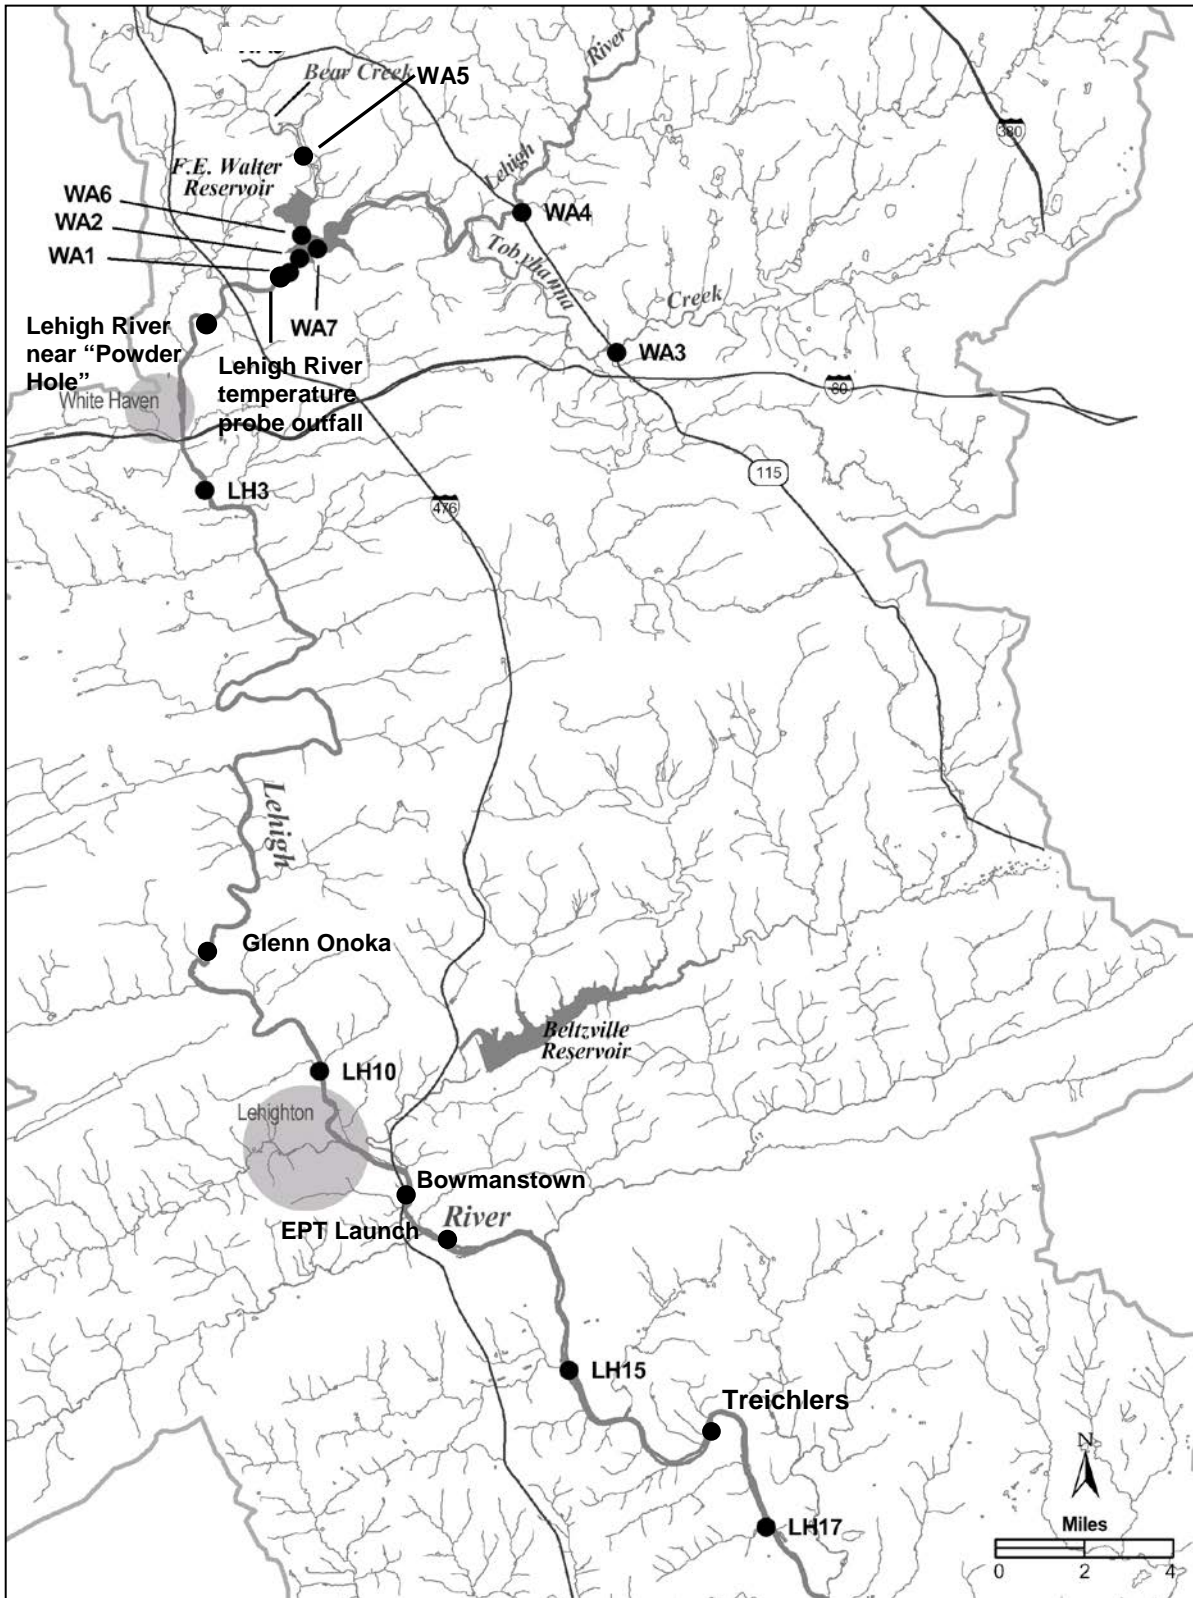 River
Bear Creek
WA5
380
F.E. Walter
Reservoir
Lehigh
WA6
WA4
WA2
Tobyhanna
WA1
Creek
WA7
WA3
Lehigh River
near “Powder
Hole”
Lehigh River
temperature
probe outfall
80
White Haven
115
LH3
476
Lehigh
Glenn Onoka
Beltzville
Reservoir
LH10
Lehighton
Bowmanstown
River
EPT Launch
LH15
Treichlers
N
LH17
Miles
0 2 4